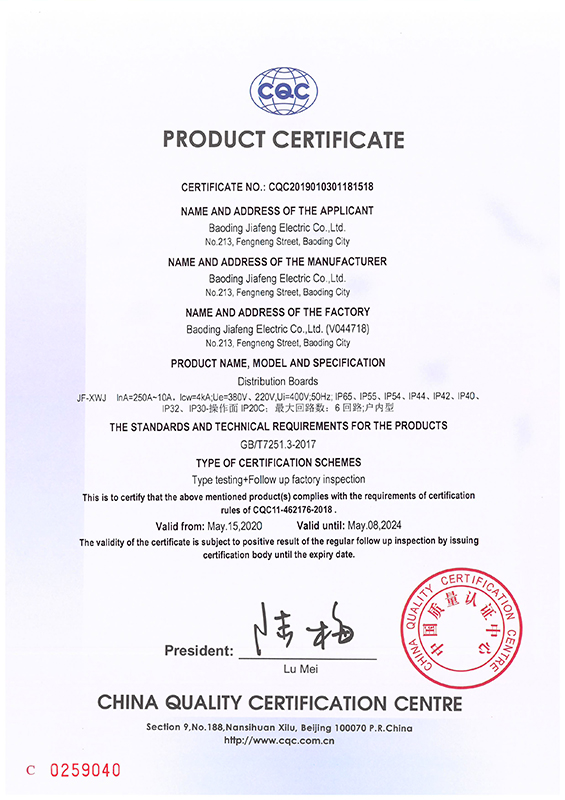 CQC
PRODUCT CERTIFICATE
CERTIFICATE NO.: CQC2019010301181518
NAME AND ADDRESS OF THE APPLICANT
Baoding Jiafeng Electric Co.,Ltd.
No.213, Fengneng Street, Baoding City
NAME AND ADDRESS OF THE MANUFACTURER
Baoding Jiafeng Electric Co.,Ltd.
No.213, Fengneng Street, Baoding City
NAME AND ADDRESS OF THE FACTORY
Baoding Jiafeng Electric Co.,Ltd. (V044718)
No.213, Fengneng Street, Baoding City
PRODUCT NAME, MODEL AND SPECIFICATION
Distribution Boards
JF-XWJ InA=250A~10A, Icw=4kA;Ue=380V、220V,Ui=400V;50Hz; IP65、IP55、IP54、IP44、IP42、IP40、
IP32、IP30-操作面 IP20C; 最大回路数: 6 回路;户内型
THE STANDARDS AND TECHNICAL REQUIREMENTS FOR THE PRODUCTS
GB/T7251.3-2017
TYPE OF CERTIFICATION SCHEMES
Type testing+Follow up factory inspection
This is to certify that the above mentioned product(s) complies with the requirements of certification
rules of CQC11-462176-2018 .
Valid from: May.15,2020 Valid until: May.08,2024
The validity of the certificate is subject to positive result of the regular follow up inspection by issuing
certification body until the expiry date.
President: 陆梅
Lu Mei
CHINA QUALITY CERTIFICATION CENTRE
中国质量认证中心
CHINA QUALITY CERTIFICATION CENTRE
Section 9,No.188,Nansihuan Xilu, Beijing 100070 P.R.China
http://www.cqc.com.cn
C 0259040